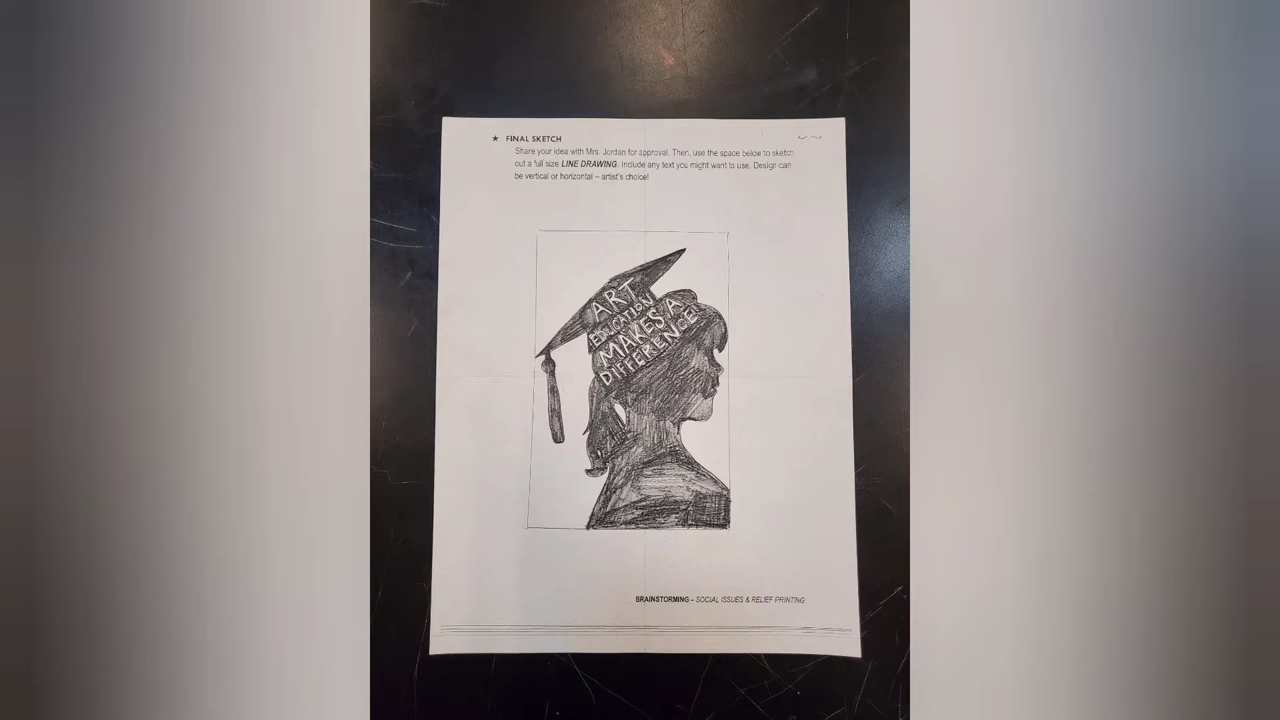 ★ FINAL SKETCH
Share your idea with Mrs. Jordan for approval. Then, use the space below to sketch
out a full size LINE DRAWING. Include any text you might want to use. Design can
be vertical or horizontal – artist's choice!
ART
EDUCATION
MAKES A
DIFFERENCE!
BRAINSTORMING – SOCIAL ISSUES & RELIEF PRINTING